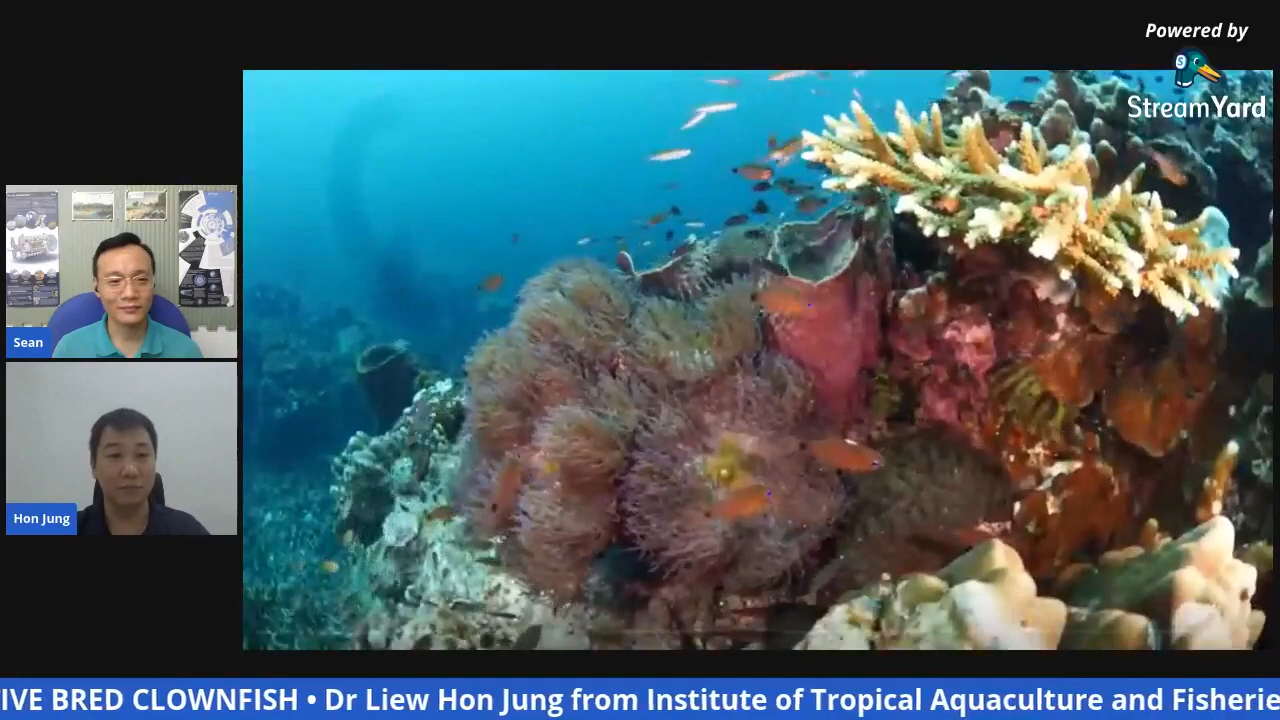 Powered by
StreamYard
Sean
Hon Jung
TIVE BRED CLOWNFISH • Dr Liew Hon Jung from Institute of Tropical Aquaculture and Fisherie